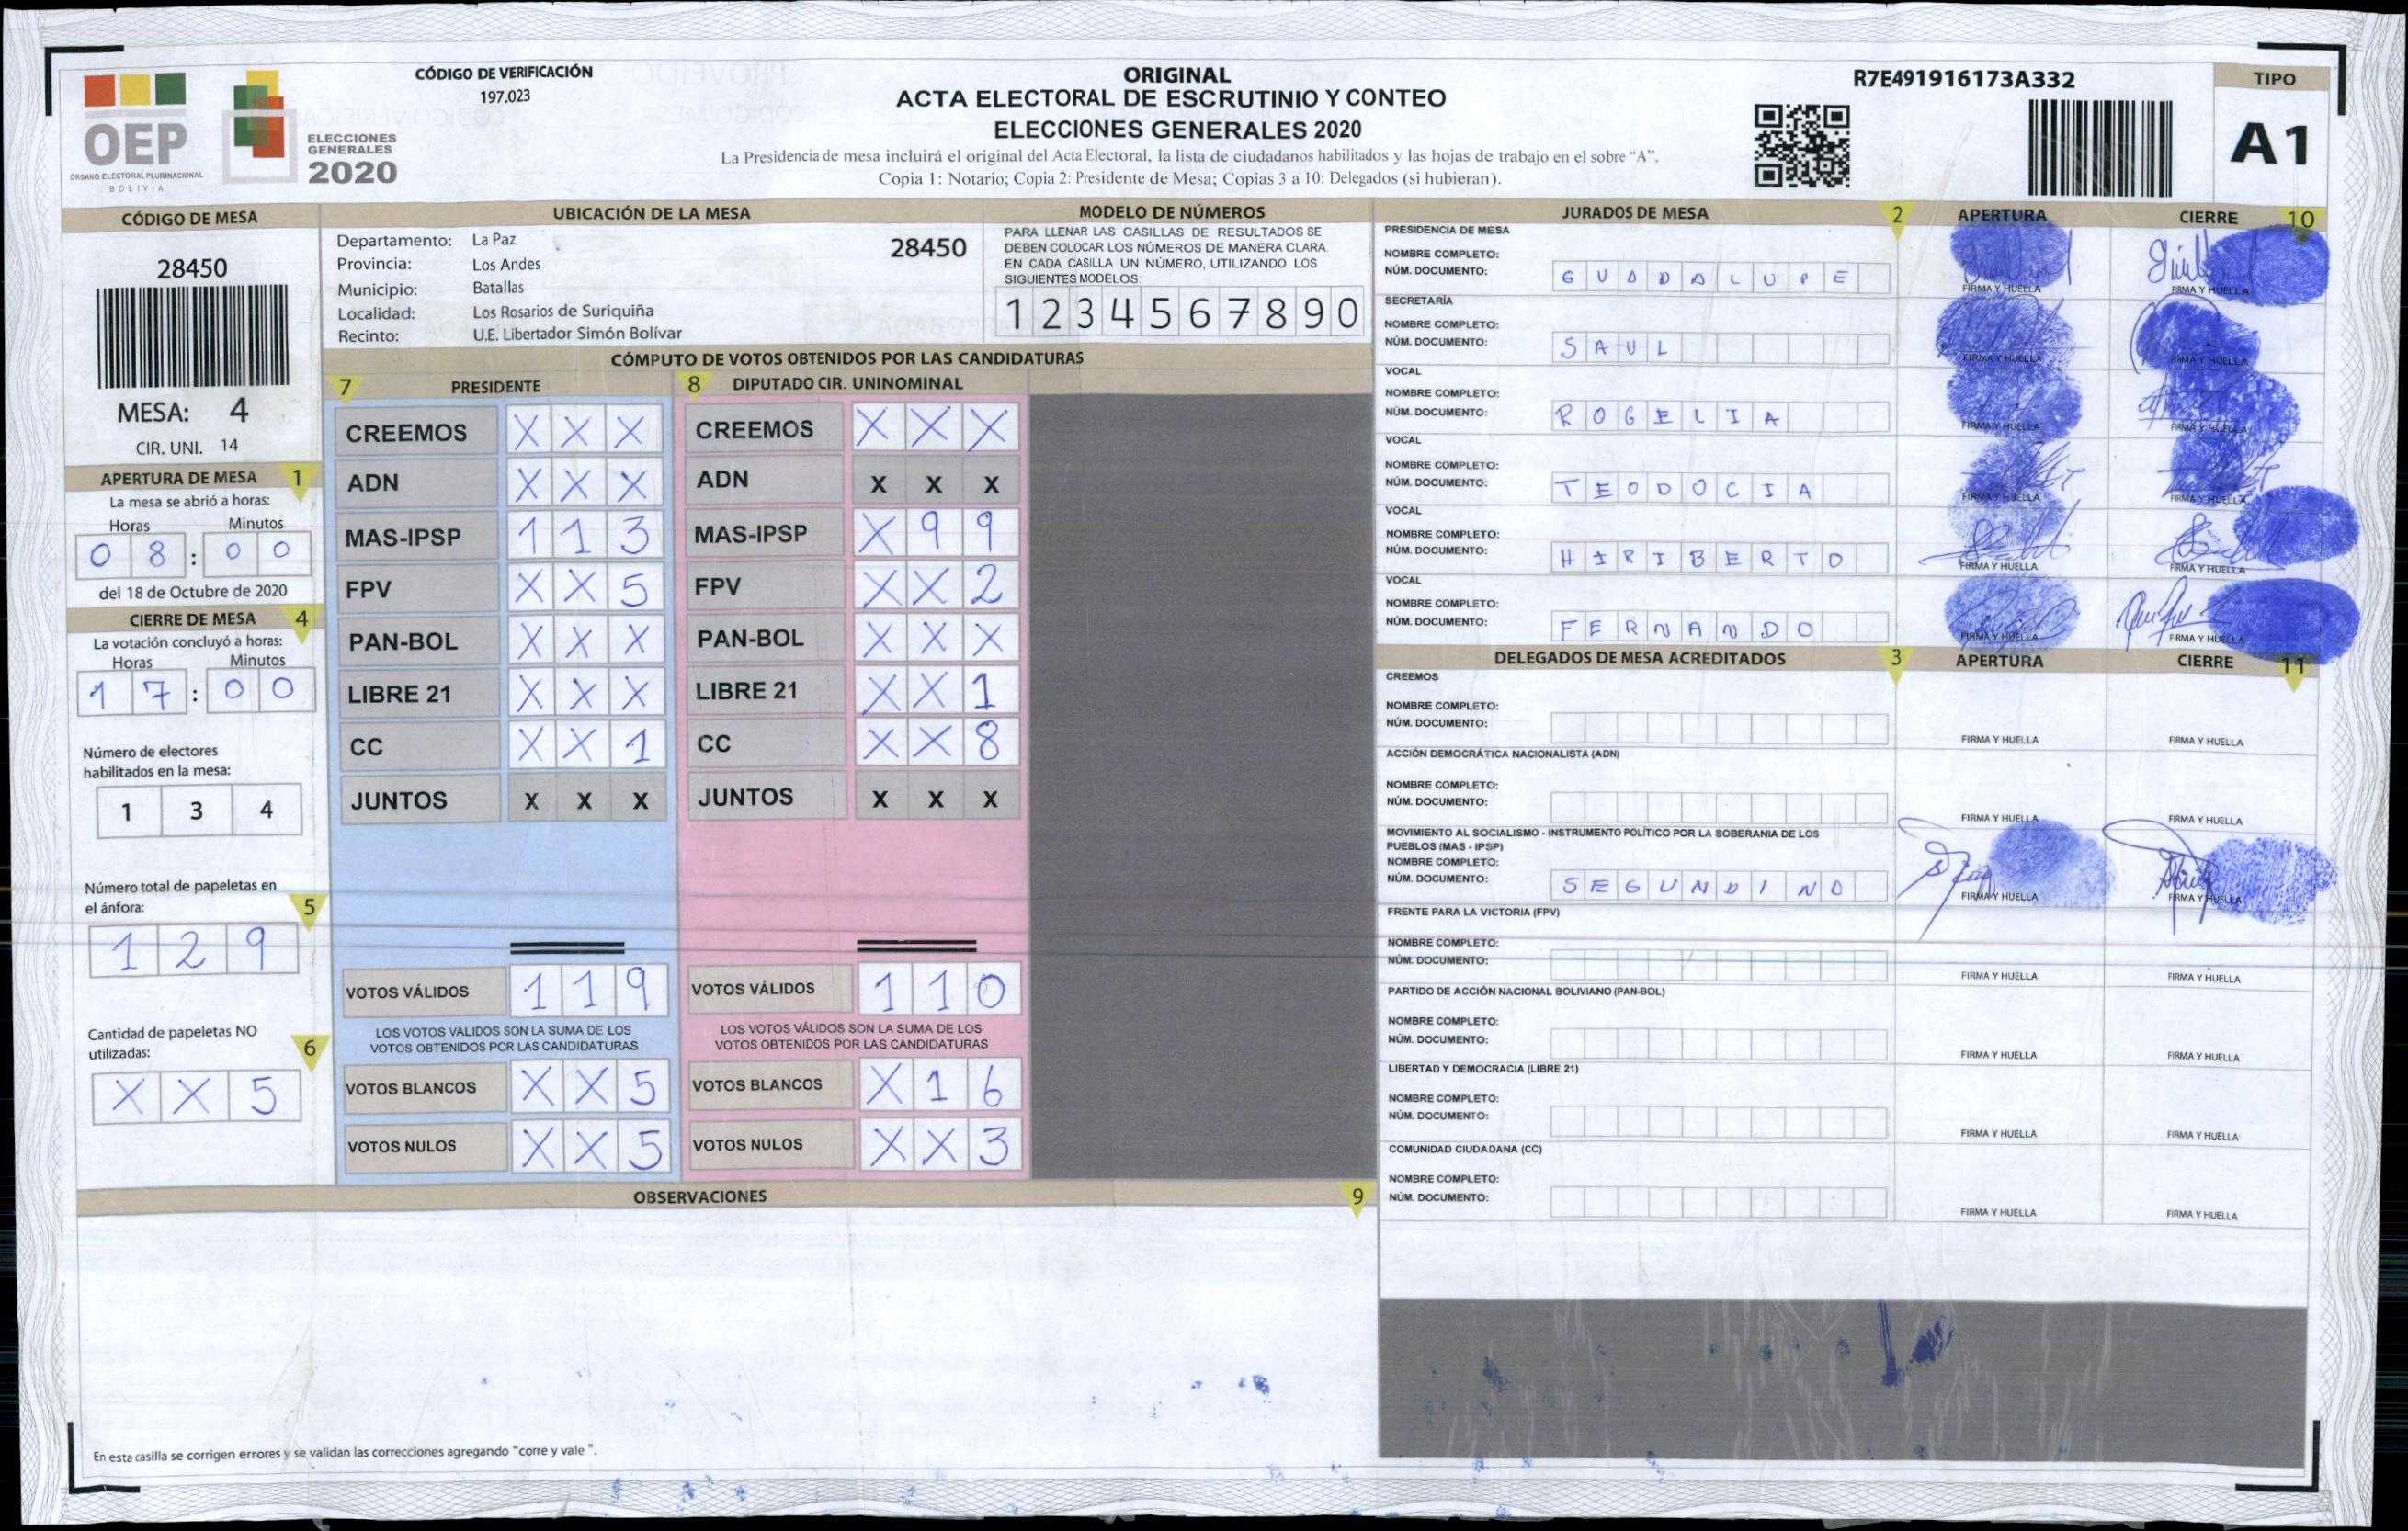 OEP
ÓRGANO ELECTORAL PLURINACIONAL
BOLIVIA
ELECCIONES
GENERALES
2020
CÓDIGO DE VERIFICACIÓN
197.023
ORIGINAL
ACTA ELECTORAL DE ESCRUTINIO Y CONTEO
ELECCIONES GENERALES 2020
La Presidencia de mesa incluirá el original del Acta Electoral, la lista de ciudadanos habilitados y las hojas de trabajo en el sobre “A”.
Copia 1: Notario; Copia 2: Presidente de Mesa; Copias 3 a 10: Delegados (si hubieran).
R7E491916173A332
TIPO
A1
CÓDIGO DE MESA
28450
MESA: 4
CIR. UNI. 14
APERTURA DE MESA 1
La mesa se abrió a horas:
Horas Minutos
0 8 : 0 0
del 18 de Octubre de 2020
CIERRE DE MESA 4
La votación concluyó a horas:
Horas Minutos
1 7 : 0 0
Número de electores
habilitados en la mesa:
1 3 4
Número total de papeletas en
el ánfora: 5
1 2 9
Cantidad de papeletas NO
utilizadas: 6
X X 5
UBICACIÓN DE LA MESA
Departamento: La Paz 28450
Provincia: Los Andes
Municipio: Batallas
Localidad: Los Rosarios de Suriquiña
Recinto: U.E. Libertador Simón Bolívar
MODELO DE NÚMEROS
PARA LLENAR LAS CASILLAS DE RESULTADOS SE
DEBEN COLOCAR LOS NÚMEROS DE MANERA CLARA.
EN CADA CASILLA UN NÚMERO, UTILIZANDO LOS
SIGUIENTES MODELOS:
1 2 3 4 5 6 7 8 9 0
CÓMPUTO DE VOTOS OBTENIDOS POR LAS CANDIDATURAS
7 PRESIDENTE 8 DIPUTADO CIR. UNINOMINAL
CREEMOS X X X CREEMOS X X X
ADN X X X ADN X X X
MAS-IPSP 1 1 3 MAS-IPSP X 9 9
FPV X X 5 FPV X X 2
PAN-BOL X X X PAN-BOL X X X
LIBRE 21 X X X LIBRE 21 X X 1
CC X X 1 CC X X 8
JUNTOS X X X JUNTOS X X X
VOTOS VÁLIDOS 1 1 9 VOTOS VÁLIDOS 1 1 0
LOS VOTOS VÁLIDOS SON LA SUMA DE LOS LOS VOTOS VÁLIDOS SON LA SUMA DE LOS
VOTOS OBTENIDOS POR LAS CANDIDATURAS VOTOS OBTENIDOS POR LAS CANDIDATURAS
VOTOS BLANCOS X X 5 VOTOS BLANCOS X 1 6
VOTOS NULOS X X 5 VOTOS NULOS X X 3
OBSERVACIONES 9
En esta casilla se corrigen errores y se validan las correcciones agregando "corre y vale ".
JURADOS DE MESA 2 APERTURA CIERRE 10
PRESIDENCIA DE MESA
NOMBRE COMPLETO:
NÚM. DOCUMENTO: G U A D A L U P E FIRMA Y HUELLA FIRMA Y HUELLA
SECRETARÍA
NOMBRE COMPLETO:
NÚM. DOCUMENTO: S A U L FIRMA Y HUELLA FIRMA Y HUELLA
VOCAL
NOMBRE COMPLETO:
NÚM. DOCUMENTO: R O G E L I A FIRMA Y HUELLA FIRMA Y HUELLA
VOCAL
NOMBRE COMPLETO:
NÚM. DOCUMENTO: T E O D O C I A FIRMA Y HUELLA FIRMA Y HUELLA
VOCAL
NOMBRE COMPLETO:
NÚM. DOCUMENTO: H I R I B E R T O FIRMA Y HUELLA FIRMA Y HUELLA
VOCAL
NOMBRE COMPLETO:
NÚM. DOCUMENTO: F E R N A N D O FIRMA Y HUELLA FIRMA Y HUELLA
DELEGADOS DE MESA ACREDITADOS 3 APERTURA CIERRE 11
CREEMOS
NOMBRE COMPLETO:
NÚM. DOCUMENTO: FIRMA Y HUELLA FIRMA Y HUELLA
ACCIÓN DEMOCRÁTICA NACIONALISTA (ADN)
NOMBRE COMPLETO:
NÚM. DOCUMENTO: FIRMA Y HUELLA FIRMA Y HUELLA
MOVIMIENTO AL SOCIALISMO - INSTRUMENTO POLÍTICO POR LA SOBERANIA DE LOS
PUEBLOS (MAS - IPSP)
NOMBRE COMPLETO:
NÚM. DOCUMENTO: S E G U N D I N O FIRMA Y HUELLA FIRMA Y HUELLA
FRENTE PARA LA VICTORIA (FPV)
NOMBRE COMPLETO:
NÚM. DOCUMENTO: FIRMA Y HUELLA FIRMA Y HUELLA
PARTIDO DE ACCIÓN NACIONAL BOLIVIANO (PAN-BOL)
NOMBRE COMPLETO:
NÚM. DOCUMENTO: FIRMA Y HUELLA FIRMA Y HUELLA
LIBERTAD Y DEMOCRACIA (LIBRE 21)
NOMBRE COMPLETO:
NÚM. DOCUMENTO: FIRMA Y HUELLA FIRMA Y HUELLA
COMUNIDAD CIUDADANA (CC)
NOMBRE COMPLETO:
NÚM. DOCUMENTO: FIRMA Y HUELLA FIRMA Y HUELLA